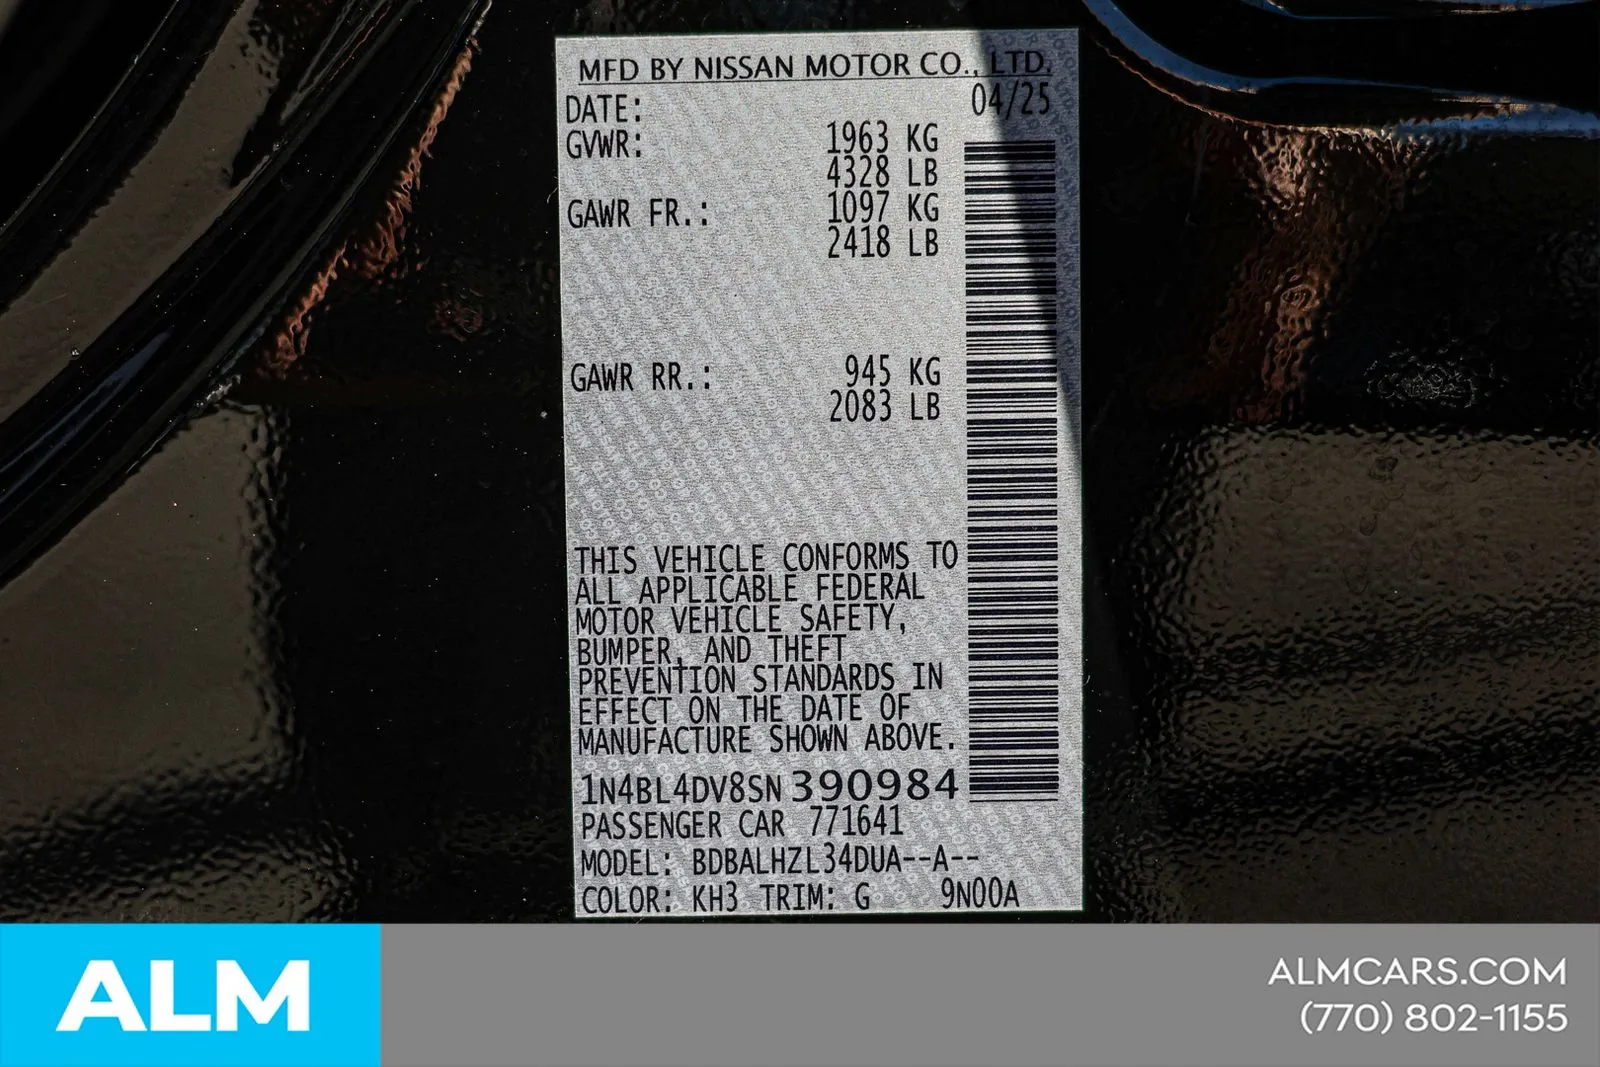 MFD BY NISSAN MOTOR CO., LTD.
DATE: 04/25
GVWR: 1963 KG
4328 LB
GAWR FR.: 1097 KG
2418 LB
GAWR RR.: 945 KG
2083 LB
THIS VEHICLE CONFORMS TO
ALL APPLICABLE FEDERAL
MOTOR VEHICLE SAFETY,
BUMPER, AND THEFT
PREVENTION STANDARDS IN
EFFECT ON THE DATE OF
MANUFACTURE SHOWN ABOVE.
1N4BL4DV8SN390984
PASSENGER CAR 771641
MODEL: BDBALHZL34DUA--A--
COLOR: KH3 TRIM: G 9N00A
ALM
ALMCARS.COM
(770) 802-1155